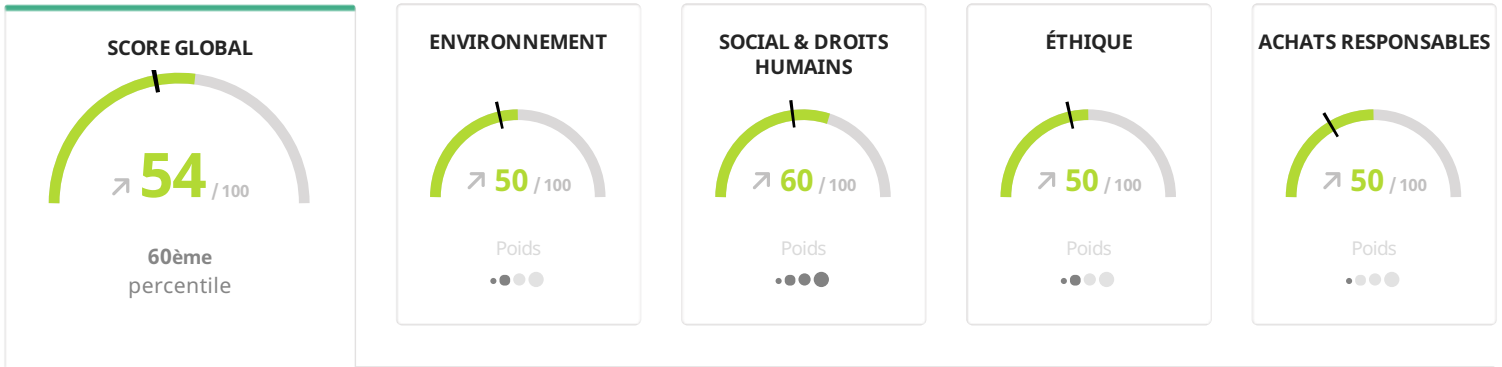 SCORE GLOBAL
54 / 100
60ème
percentile
ENVIRONNEMENT
50 / 100
Poids
SOCIAL & DROITS
HUMAINS
60 / 100
Poids
ÉTHIQUE
50 / 100
Poids
ACHATS RESPONSABLES
50 / 100
Poids